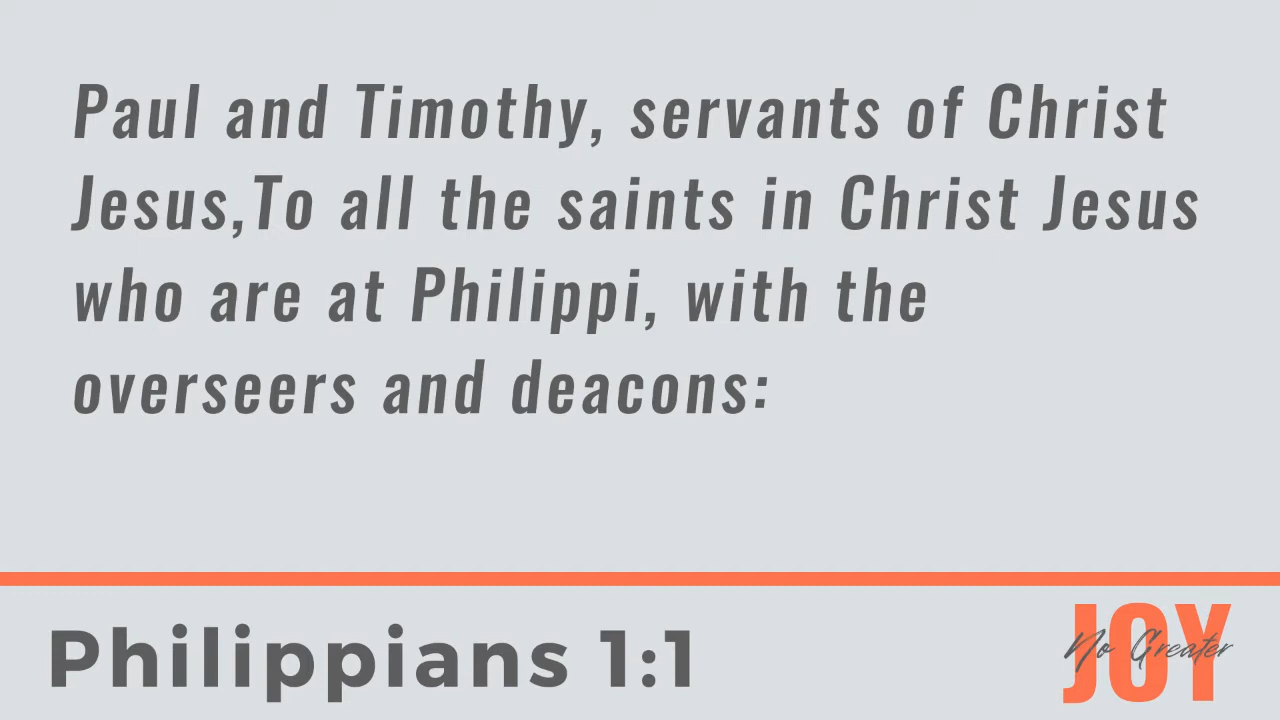 Paul and Timothy, servants of Christ
Jesus,To all the saints in Christ Jesus
who are at Philippi, with the
overseers and deacons:
Philippians 1:1
JOY
No Greater